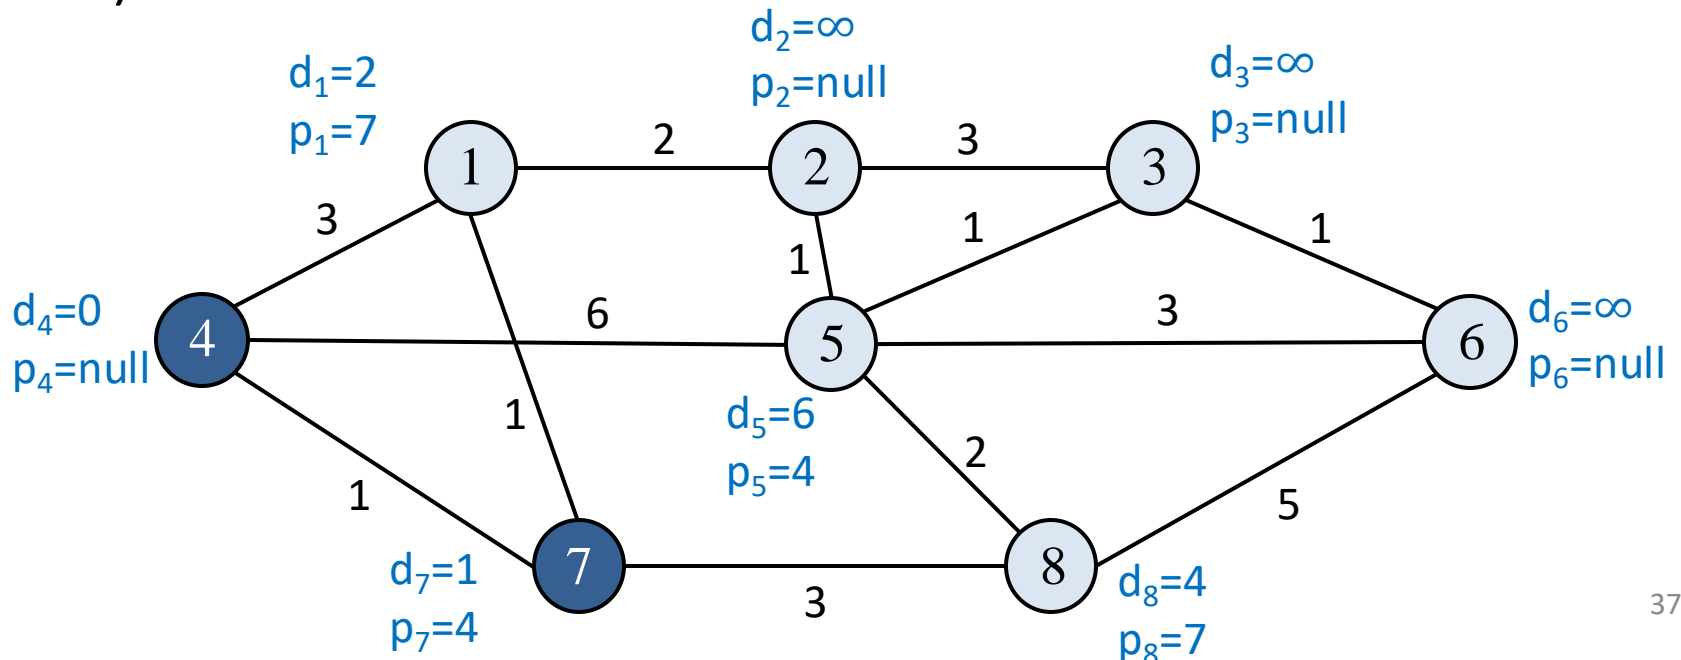 d₂=∞
p₂=null
d₁=2
p₁=7
d₃=∞
p₃=null
1
2
2
3
3
3
1
1
1
d₄=0
p₄=null
4
6
5
3
6
d₆=∞
p₆=null
1
d₅=6
p₅=4
2
1
5
7
3
8
d₇=1
p₇=4
d₈=4
p₈=7
37